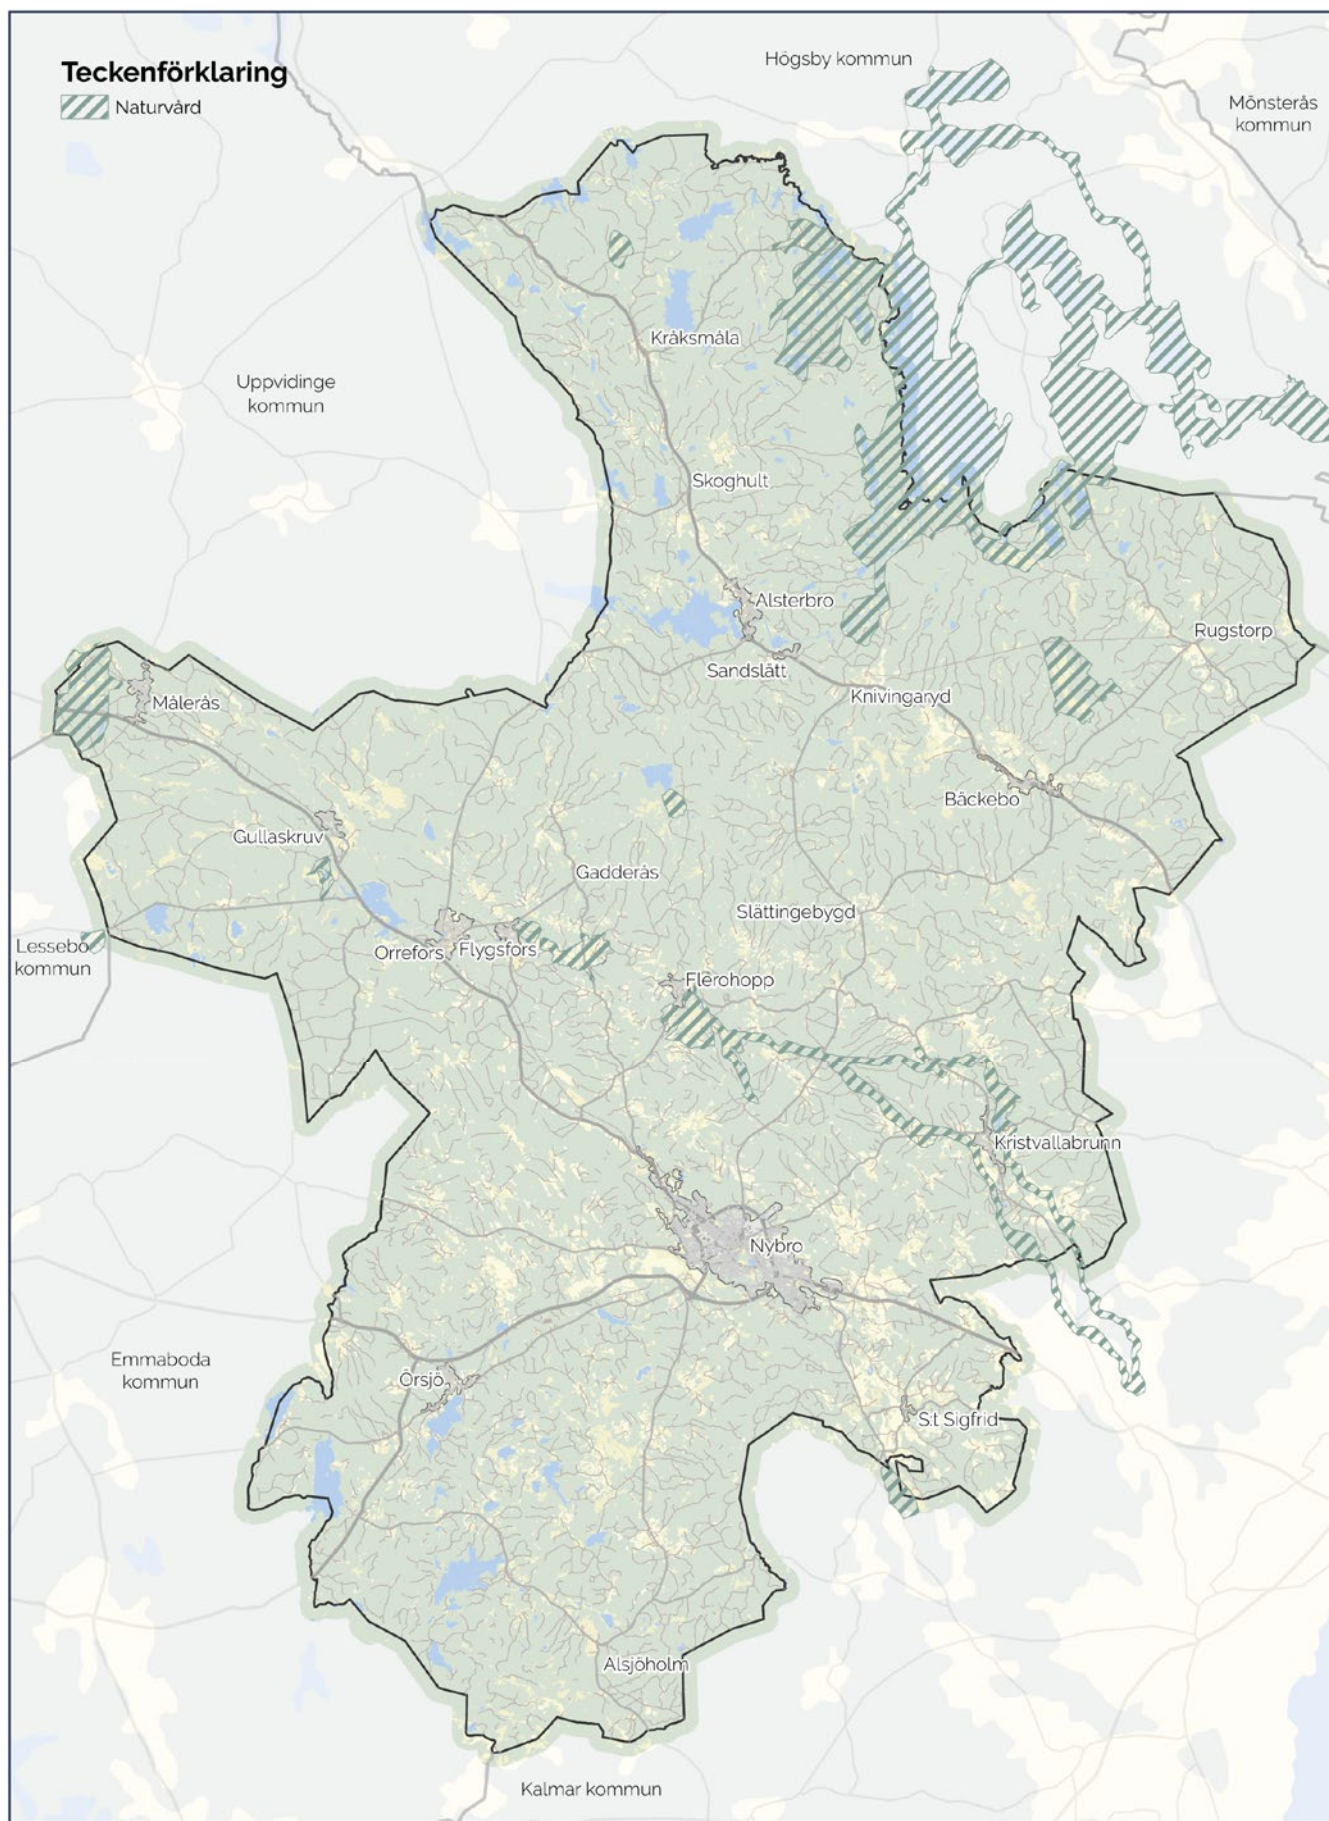 Teckenförklaring
Naturvård
Högsby kommun
Mönsterås
kommun
Uppvidinge
kommun
Kråksmåla
Skoghult
Alsterbro
Rugstorp
Sandslätt
Målerås
Knivingaryd
Bäckebo
Gullaskruv
Gadderås
Slättingebygd
Lessebo
kommun
Orrefors
Flygsfors
Flerohopp
Kristvallabrunn
Nybro
Emmaboda
kommun
Örsjö
S:t Sigfrid
Alsjöholm
Kalmar kommun